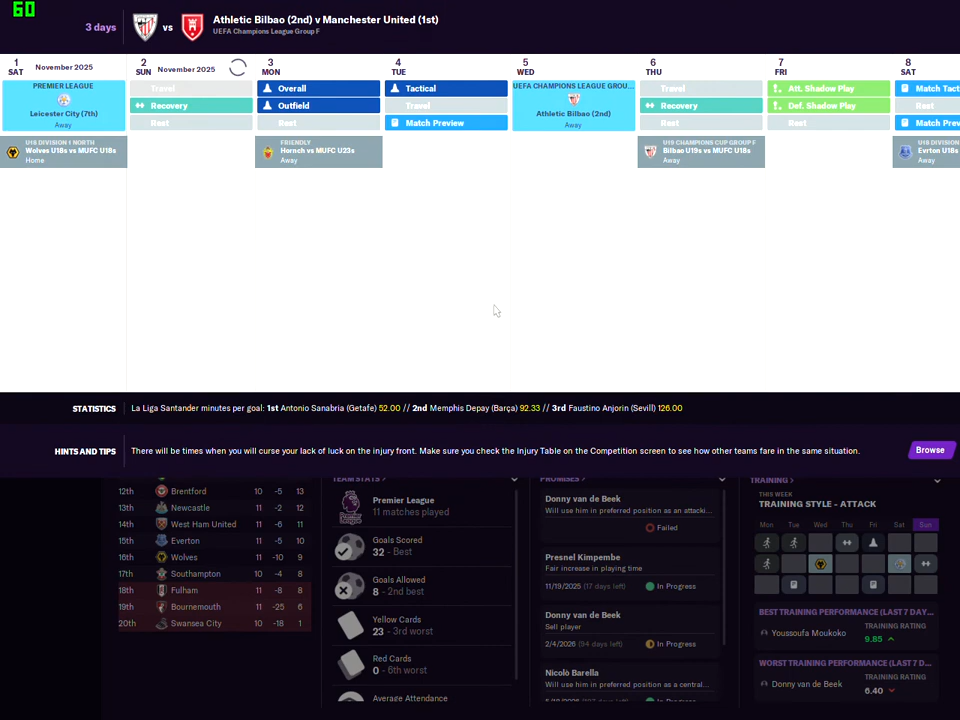 60
3 days
vs
Athletic Bilbao (2nd) v Manchester United (1st)
UEFA Champions League Group F
1
SAT
November 2025
2
SUN
November 2025
3
MON
4
TUE
5
WED
6
THU
7
FRI
8
SAT
PREMIER LEAGUE
Leicester City (7th)
Away
Travel
Recovery
Rest
Overall
Outfield
Rest
Tactical
Travel
Match Preview
UEFA CHAMPIONS LEAGUE GROU...
Athletic Bilbao (2nd)
Away
Travel
Recovery
Rest
Att. Shadow Play
Def. Shadow Play
Rest
Match Tact
Rest
Match Prev
U18 DIVISION 1 NORTH
Wolves U18s vs MUFC U18s
Home
FRIENDLY
Hornch vs MUFC U23s
Away
U19 CHAMPIONS CUP GROUP F
Bilbao U19s vs MUFC U18s
Away
U18 DIVISION
Evrton U18s
Away
STATISTICS
La Liga Santander minutes per goal: 1st Antonio Sanabria (Getafe) 52.00 // 2nd Memphis Depay (Barça) 92.33 // 3rd Faustino Anjorin (Sevill) 126.00
HINTS AND TIPS
There will be times when you will curse your lack of luck on the injury front. Make sure you check the Injury Table on the Competition screen to see how other teams fare in the same situation.
Browse
12th Brentford 10 -5 13
13th Newcastle 11 -2 12
14th West Ham United 11 -6 11
15th Everton 11 -5 10
16th Wolves 11 -10 9
17th Southampton 10 -4 8
18th Fulham 11 -8 8
19th Bournemouth 11 -25 6
20th Swansea City 10 -18 1
TEAM STATS >
Premier League
11 matches played
Goals Scored
32 - Best
Goals Allowed
8 - 2nd best
Yellow Cards
23 - 3rd worst
Red Cards
0 - 6th worst
Average Attendance
PROMISES >
Donny van de Beek
Will use him in preferred position as an attacki...
Failed
Presnel Kimpembe
Fair increase in playing time
11/19/2025 (17 days left)
In Progress
Donny van de Beek
Sell player
2/4/2026 (94 days left)
In Progress
Nicolò Barella
Will use him in preferred position as a central...
In Progress
TRAINING >
THIS WEEK
TRAINING STYLE - ATTACK
Mon Tue Wed Thu Fri Sat Sun
BEST TRAINING PERFORMANCE (LAST 7 DAY...
Youssoufa Moukoko
TRAINING RATING
9.85
WORST TRAINING PERFORMANCE (LAST 7 D...
Donny van de Beek
TRAINING RATING
6.40